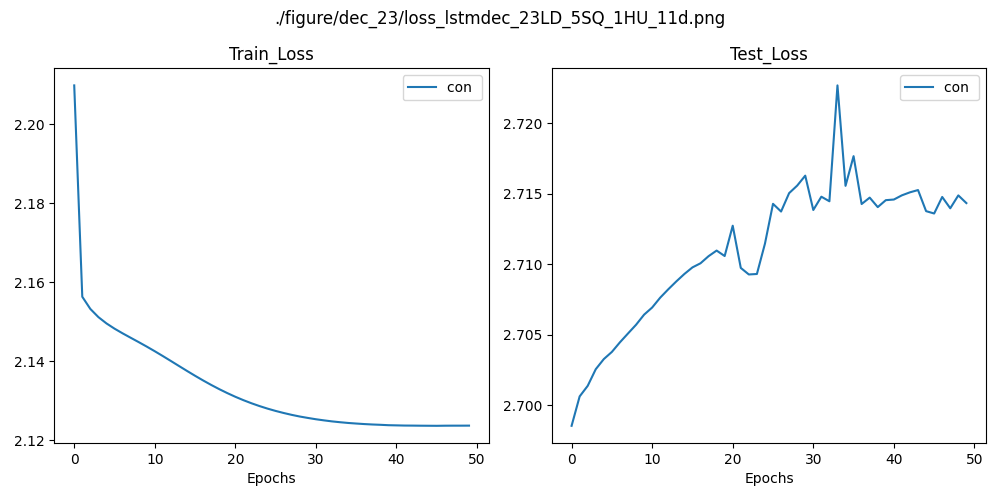 ./figure/dec_23/loss_lstmdec_23LD_5SQ_1HU_11d.png
Train_Loss
con
2.20
2.18
2.16
2.14
2.12
0 10 20 30 40 50
Epochs
Test_Loss
con
2.720
2.715
2.710
2.705
2.700
0 10 20 30 40 50
Epochs